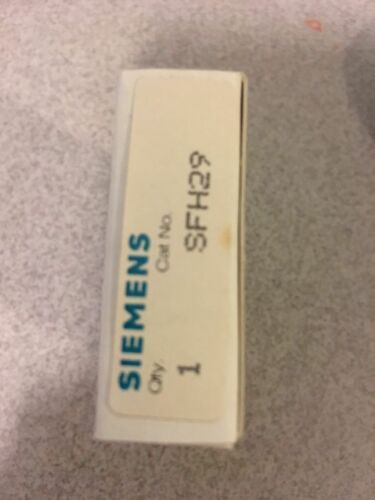 SIEMENS
Qty. Cat No.
1 SFH29